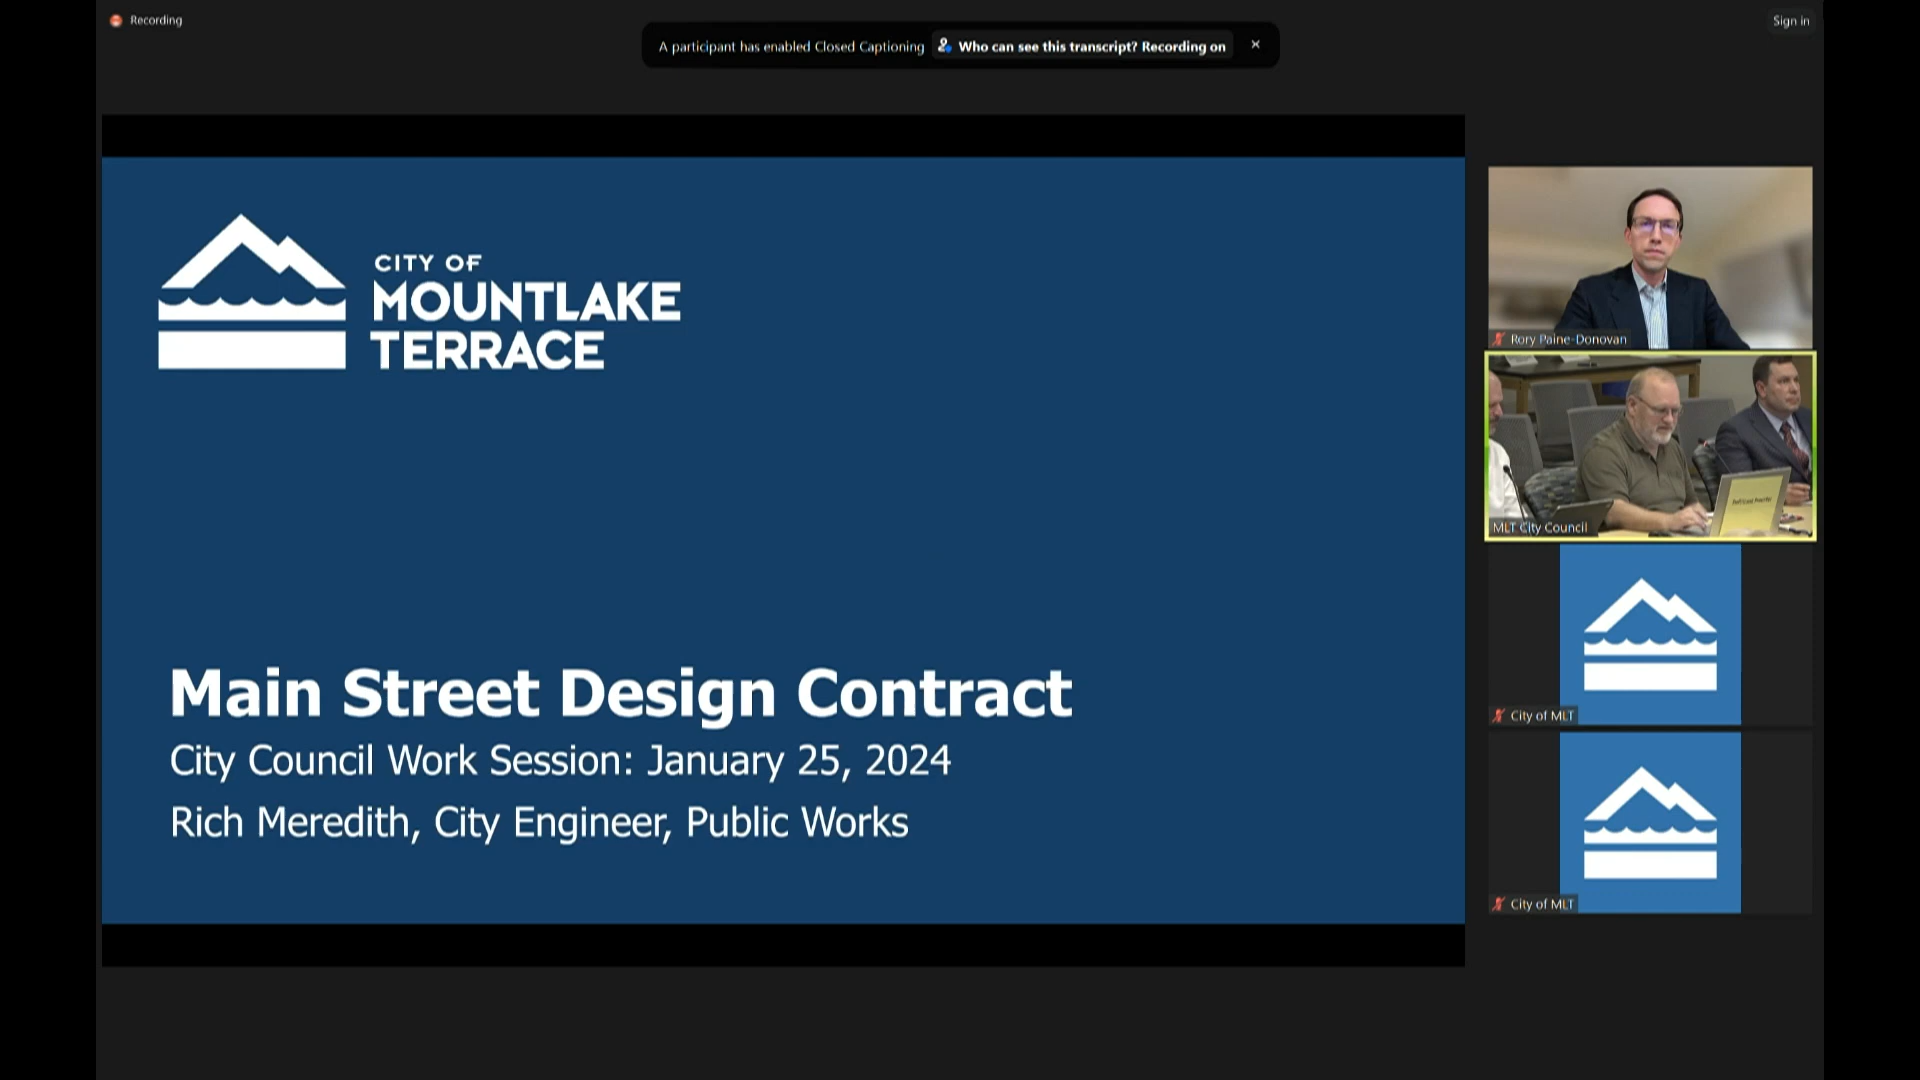 Recording
Sign in
A participant has enabled Closed Captioning
Who can see this transcript? Recording on
CITY OF
MOUNTLAKE
TERRACE
Main Street Design Contract
City Council Work Session: January 25, 2024
Rich Meredith, City Engineer, Public Works
Rory Paine-Donovan
MLT City Council
City of MLT
City of MLT